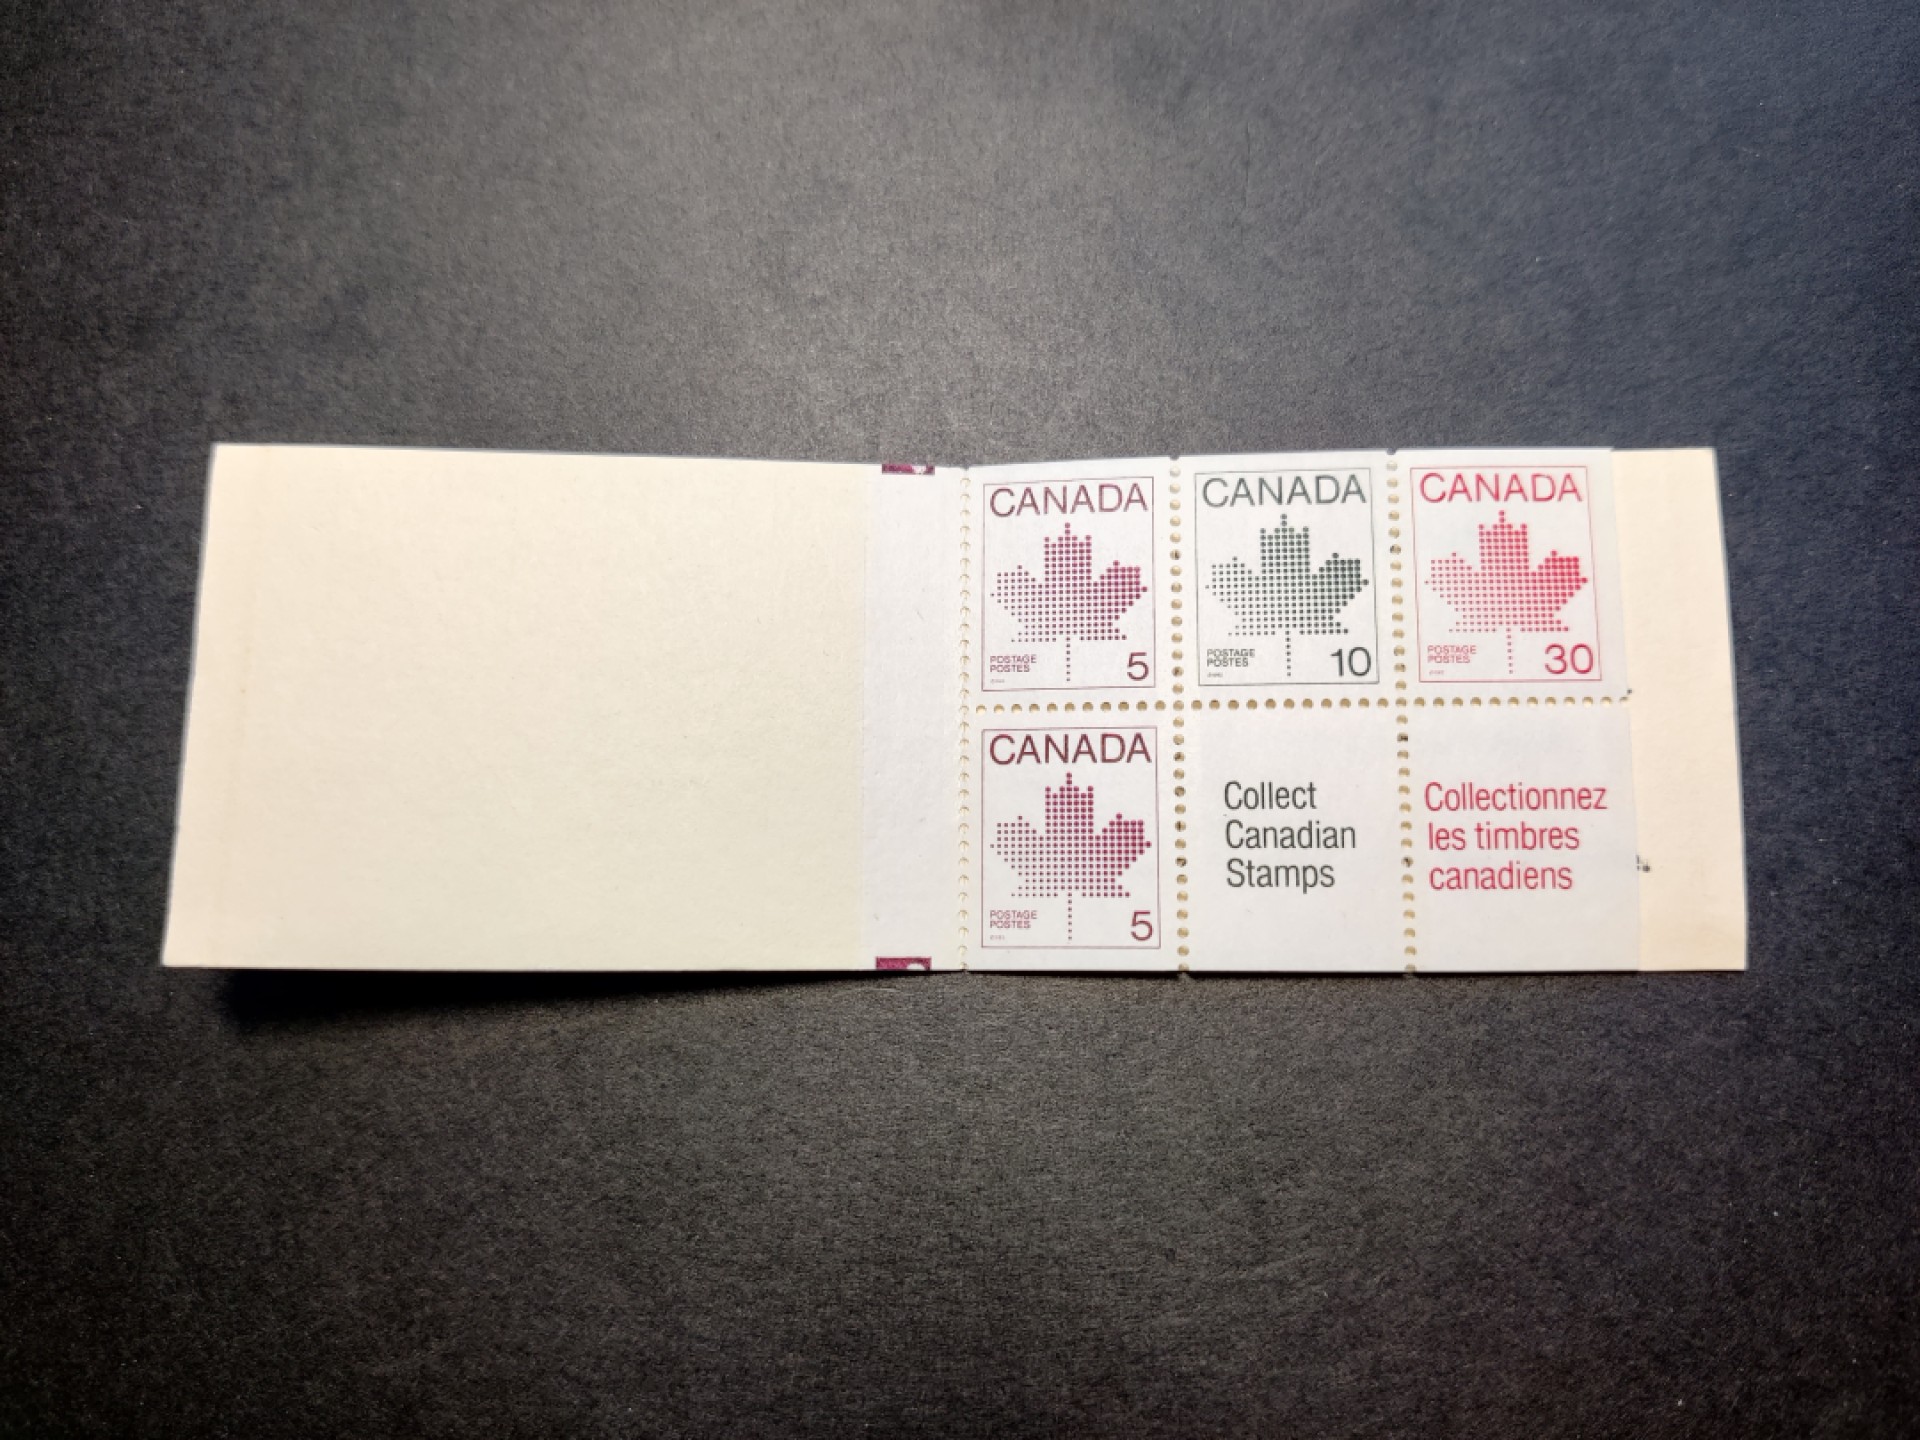 CANADA
POSTAGE
POSTES
5
CANADA
POSTAGE
POSTES
10
CANADA
POSTAGE
POSTES
30
CANADA
POSTAGE
POSTES
5
Collect
Canadian
Stamps
Collectionnez
les timbres
canadiens